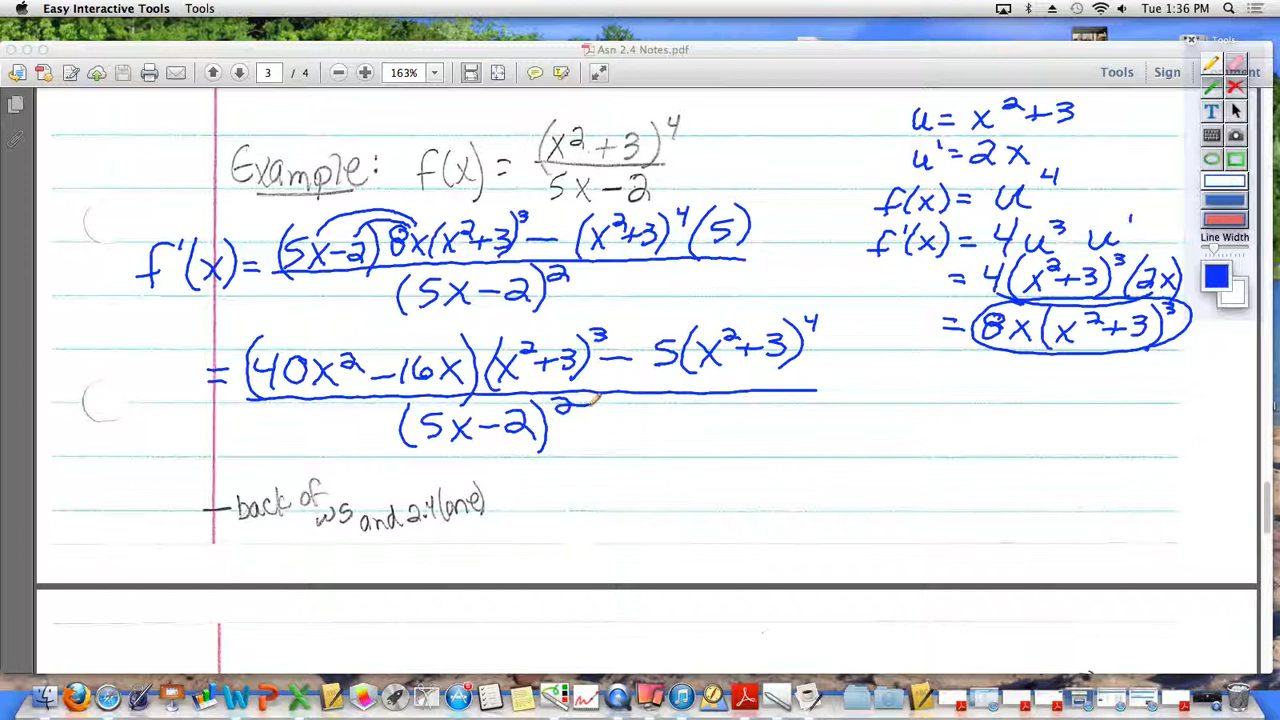 Easy Interactive Tools Tools Tue 1:36 PM
Asn 2.4 Notes.pdf
Tools
3 / 4 163% Tools Sign Comment
Example: f(x) = (x²+3)⁴ / 5x-2
f'(x) = (5x-2) 8x(x²+3)³ - (x²+3)⁴(5) / (5x-2)²
= (40x² - 16x)(x²+3)³ - 5(x²+3)⁴ / (5x-2)²
- back of WS and 2.4 (one)
u = x²+3
u' = 2x
f(x) = u⁴
f'(x) = 4u³ u'
= 4(x²+3)³(2x)
= 8x(x²+3)³
T
Line Width